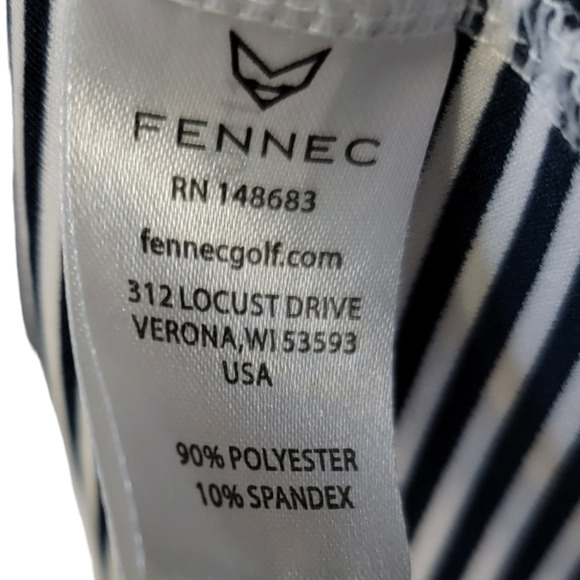 FENNEC
RN 148683
fennecgolf.com
312 LOCUST DRIVE
VERONA, WI 53593
USA
90% POLYESTER
10% SPANDEX